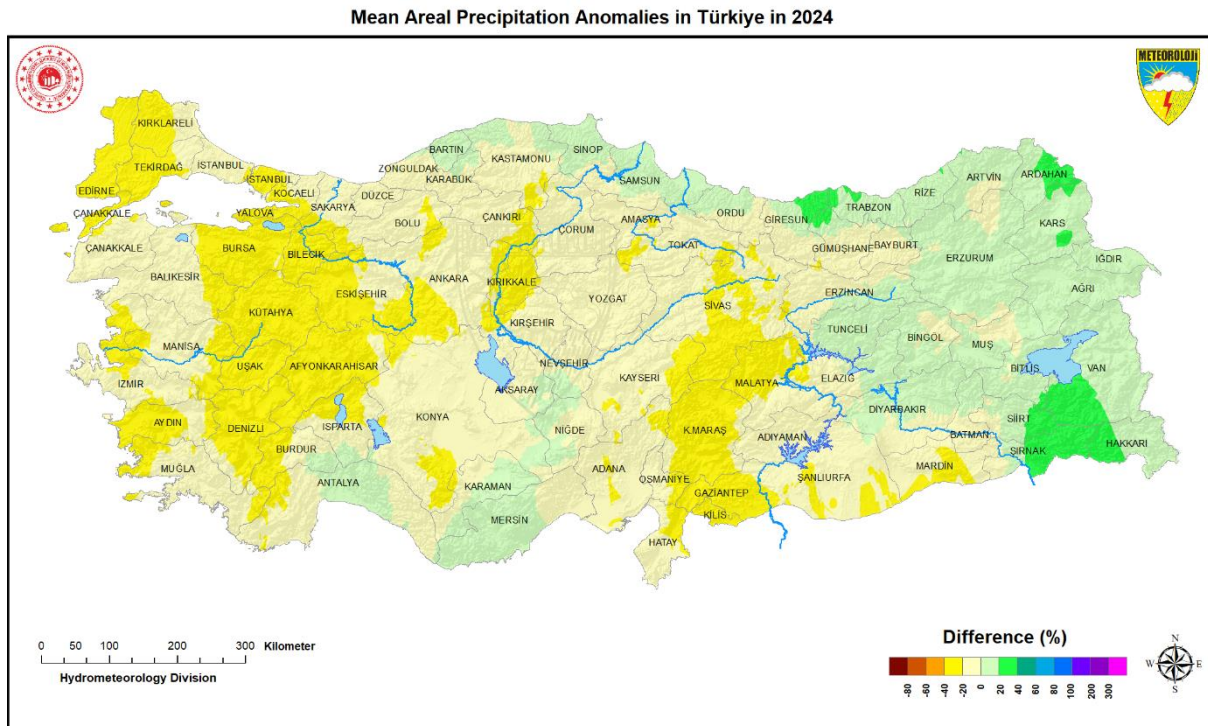 Mean Areal Precipitation Anomalies in Türkiye in 2024
METEOROLOJİ
KIRKLARELİ
TEKİRDAĞ
İSTANBUL
EDİRNE
İSTANBUL
KOCAELİ
ÇANAKKALE
YALOVA
SAKARYA
DÜZCE
ZONGULDAK
BARTIN
KARABÜK
KASTAMONU
SİNOP
SAMSUN
ORDU
GİRESUN
TRABZON
RİZE
ARTVİN
ARDAHAN
KARS
BOLU
ÇANKIRI
ÇORUM
AMASYA
TOKAT
GÜMÜŞHANE
BAYBURT
ERZURUM
IĞDIR
AĞRI
ÇANAKKALE
BURSA
BİLECİK
BALIKESİR
ESKİŞEHİR
ANKARA
KIRIKKALE
YOZGAT
SİVAS
ERZİNCAN
KÜTAHYA
KIRŞEHİR
TUNCELİ
BİNGÖL
MUŞ
MANİSA
UŞAK
AFYONKARAHİSAR
NEVŞEHİR
KAYSERİ
MALATYA
ELAZIĞ
BİTLİS
VAN
İZMİR
AKSARAY
DİYARBAKIR
AYDIN
DENİZLİ
ISPARTA
KONYA
NİĞDE
K.MARAŞ
ADIYAMAN
BATMAN
SİİRT
ŞIRNAK
HAKKARİ
MUĞLA
BURDUR
ANTALYA
KARAMAN
MERSİN
ADANA
OSMANİYE
GAZİANTEP
KİLİS
ŞANLIURFA
MARDİN
HATAY
0 50 100 200 300 Kilometer
Hydrometeorology Division
Difference (%)
-80 -60 -40 -20 0 20 40 60 80 100 200 300
N
W E
S